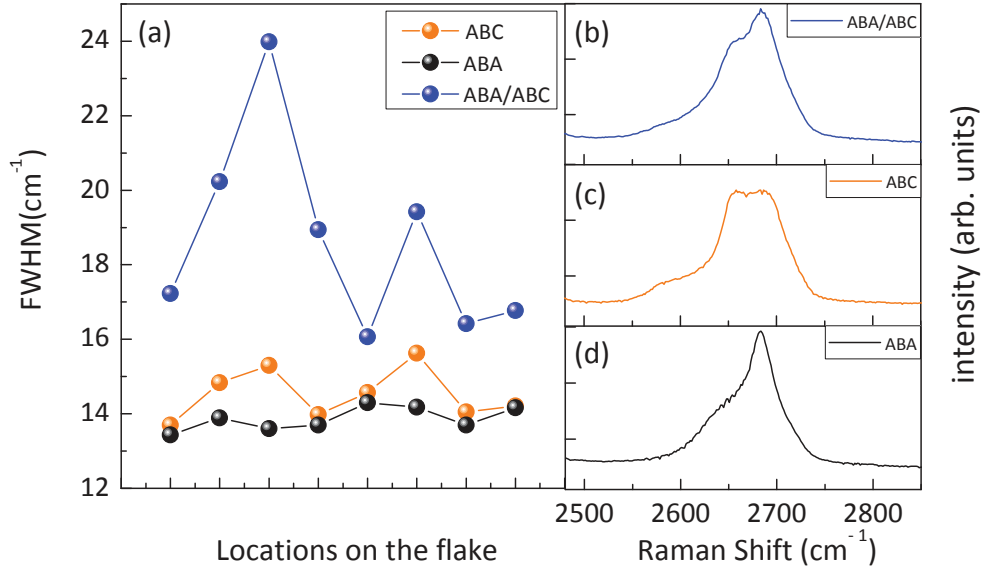 (a)
ABC
ABA
ABA/ABC
24
22
20
18
16
14
12
FWHM(cm-1)
Locations on the flake
(b)
ABA/ABC
(c)
ABC
(d)
ABA
2500 2600 2700 2800
Raman Shift (cm-1)
intensity (arb. units)